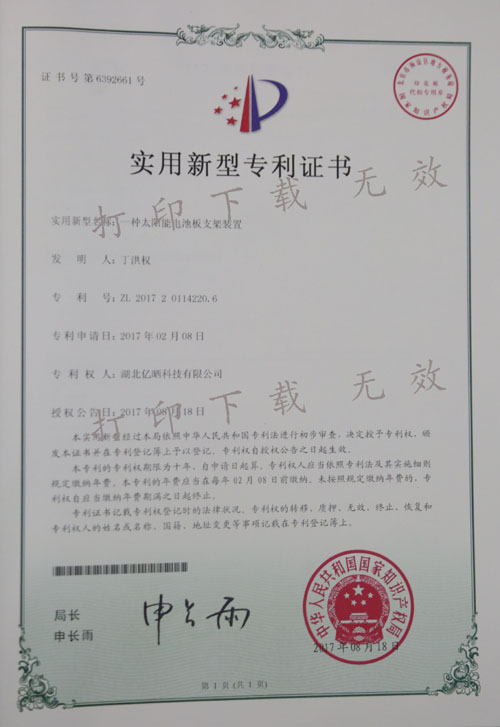 证书号第6392661号
实用新型专利证书
实用新型名称：一种太阳能电池板支架装置
发明人：丁洪权
专利号：ZL 2017 2 0114220.6
专利申请日：2017年02月08日
专利权人：湖北亿晒科技有限公司
授权公告日：2017年08月18日
打印下载 无效
打印下载 无效
本实用新型经过本局依照中华人民共和国专利法进行初步审查，决定授予专利权，颁
发本证书并在专利登记簿上予以登记。专利权自授权公告之日起生效。
本专利的专利权期限为十年，自申请日起算。专利权人应当依照专利法及其实施细则
规定缴纳年费。本专利的年费应当在每年02月08日前缴纳。未按照规定缴纳年费的，专
利权自应当缴纳年费期满之日起终止。
专利证书记载专利权登记时的法律状况。专利权的转移、质押、无效、终止、恢复和
专利权人的姓名或名称、国籍、地址变更等事项记载在专利登记簿上。
局长
申长雨
申长雨
中华人民共和国国家知识产权局
2017年08月18日
第1页(共1页)